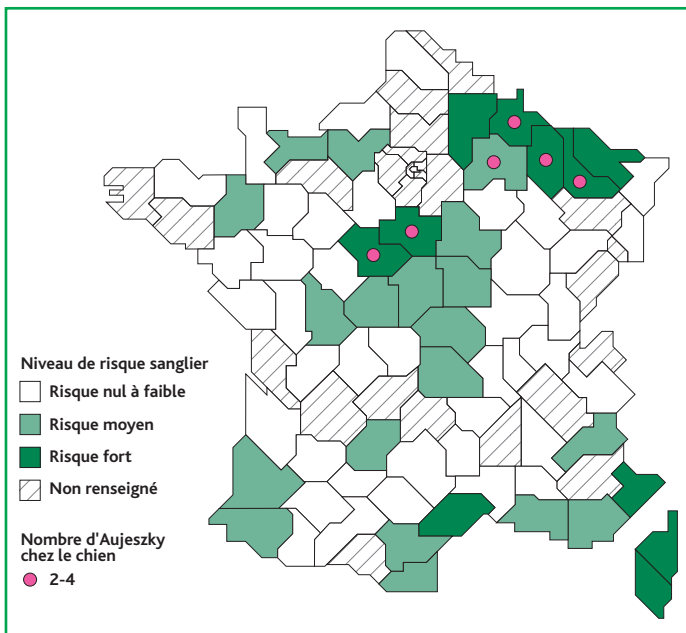 Niveau de risque sanglier
Risque nul à faible
Risque moyen
Risque fort
Non renseigné
Nombre d'Aujeszky
chez le chien
2-4